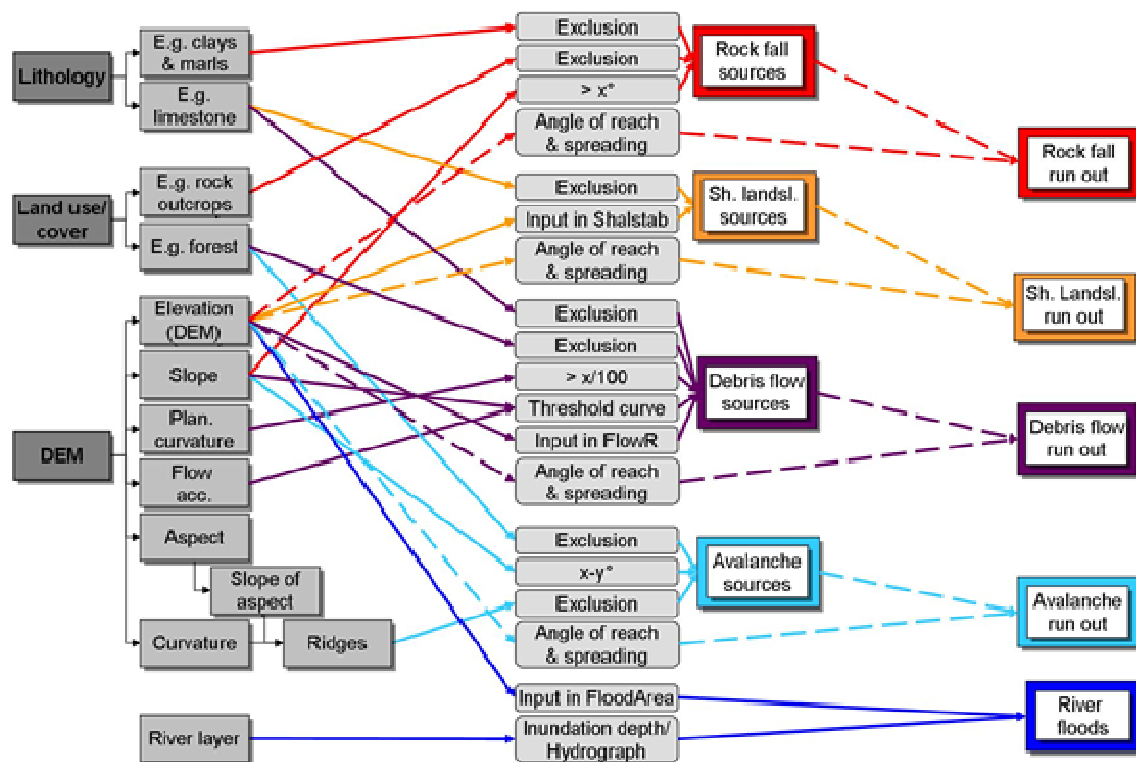 Lithology
E.g. clays
& marls
E.g.
limestone
Land use/
cover
E.g. rock
outcrops
E.g. forest
DEM
Elevation
(DEM)
Slope
Plan.
curvature
Flow
acc.
Aspect
Slope of
aspect
Curvature
Ridges
River layer
Exclusion
Exclusion
> x°
Angle of reach
& spreading
Exclusion
Input in Shalstab
Angle of reach
& spreading
Exclusion
Exclusion
> x/100
Threshold curve
Input in FlowR
Angle of reach
& spreading
Exclusion
x-y°
Exclusion
Angle of reach
& spreading
Input in FloodArea
Inundation depth/
Hydrograph
Rock fall
sources
Sh. landsl.
sources
Debris flow
sources
Avalanche
sources
Rock fall
run out
Sh. Landsl.
run out
Debris flow
run out
Avalanche
run out
River
floods